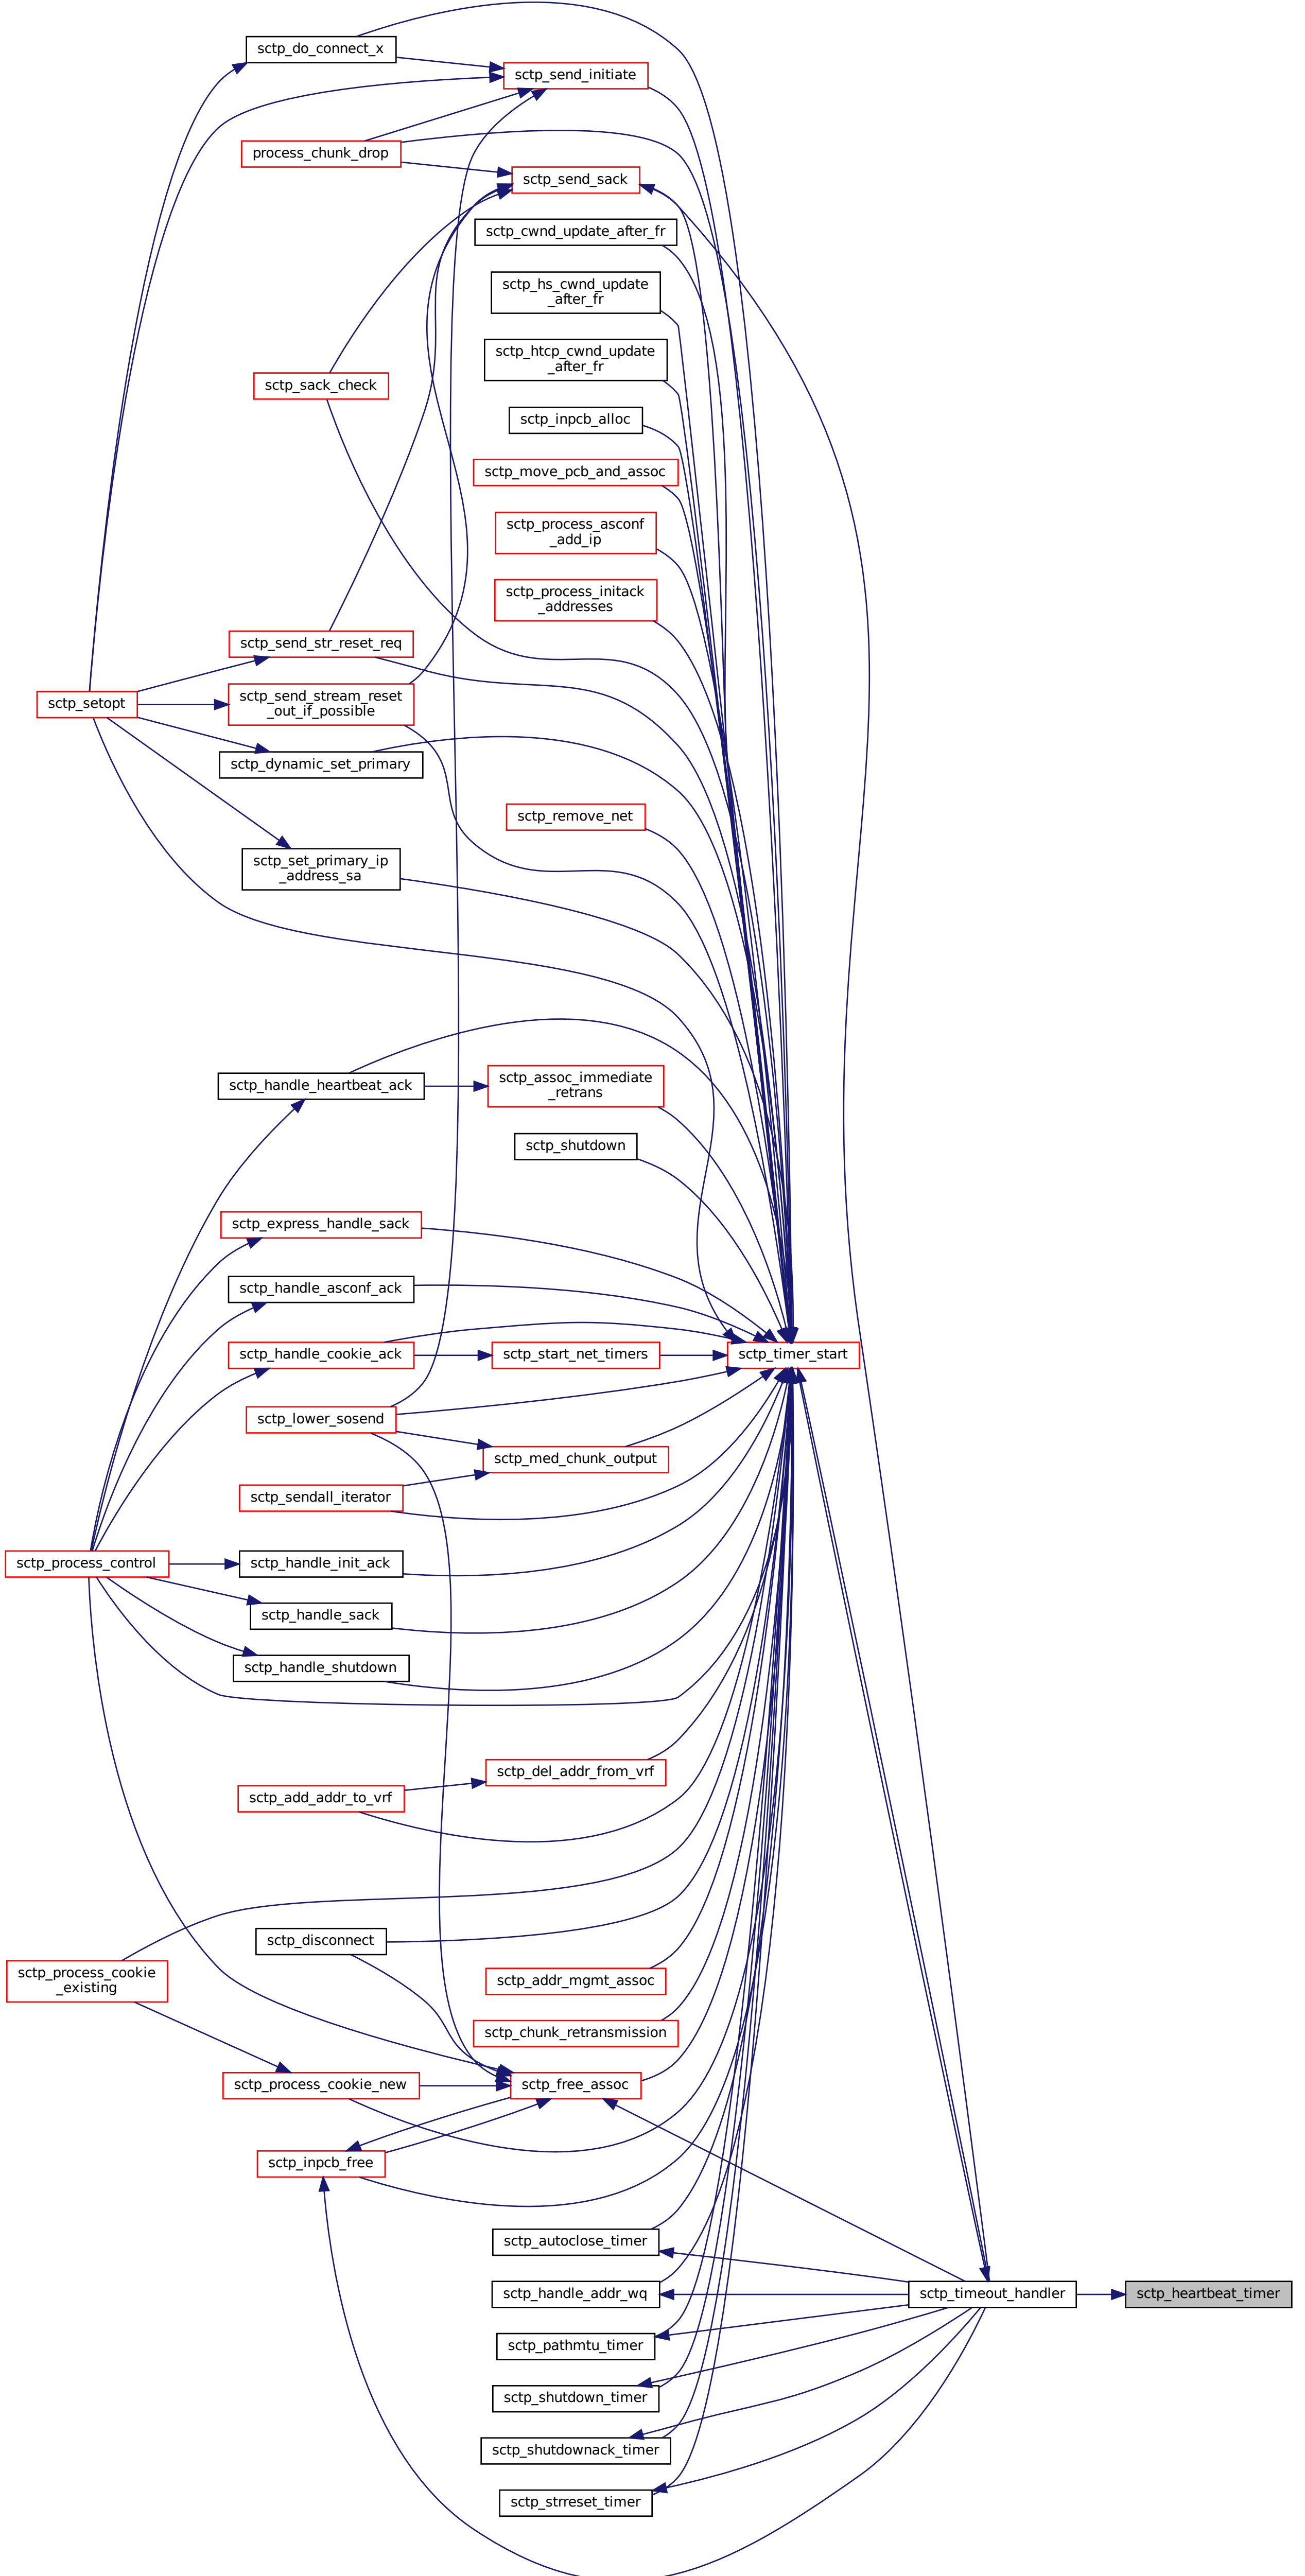 sctp_do_connect_x
sctp_send_initiate
process_chunk_drop
sctp_send_sack
sctp_cwnd_update_after_fr
sctp_hs_cwnd_update
_after_fr
sctp_htcp_cwnd_update
_after_fr
sctp_sack_check
sctp_inpcb_alloc
sctp_move_pcb_and_assoc
sctp_process_asconf
_add_ip
sctp_process_initack
_addresses
sctp_send_str_reset_req
sctp_setopt
sctp_send_stream_reset
_out_if_possible
sctp_dynamic_set_primary
sctp_remove_net
sctp_set_primary_ip
_address_sa
sctp_handle_heartbeat_ack
sctp_assoc_immediate
_retrans
sctp_shutdown
sctp_express_handle_sack
sctp_handle_asconf_ack
sctp_handle_cookie_ack
sctp_start_net_timers
sctp_timer_start
sctp_lower_sosend
sctp_med_chunk_output
sctp_sendall_iterator
sctp_process_control
sctp_handle_init_ack
sctp_handle_sack
sctp_handle_shutdown
sctp_del_addr_from_vrf
sctp_add_addr_to_vrf
sctp_disconnect
sctp_process_cookie
_existing
sctp_addr_mgmt_assoc
sctp_chunk_retransmission
sctp_process_cookie_new
sctp_free_assoc
sctp_inpcb_free
sctp_autoclose_timer
sctp_handle_addr_wq
sctp_timeout_handler
sctp_heartbeat_timer
sctp_pathmtu_timer
sctp_shutdown_timer
sctp_shutdownack_timer
sctp_strreset_timer